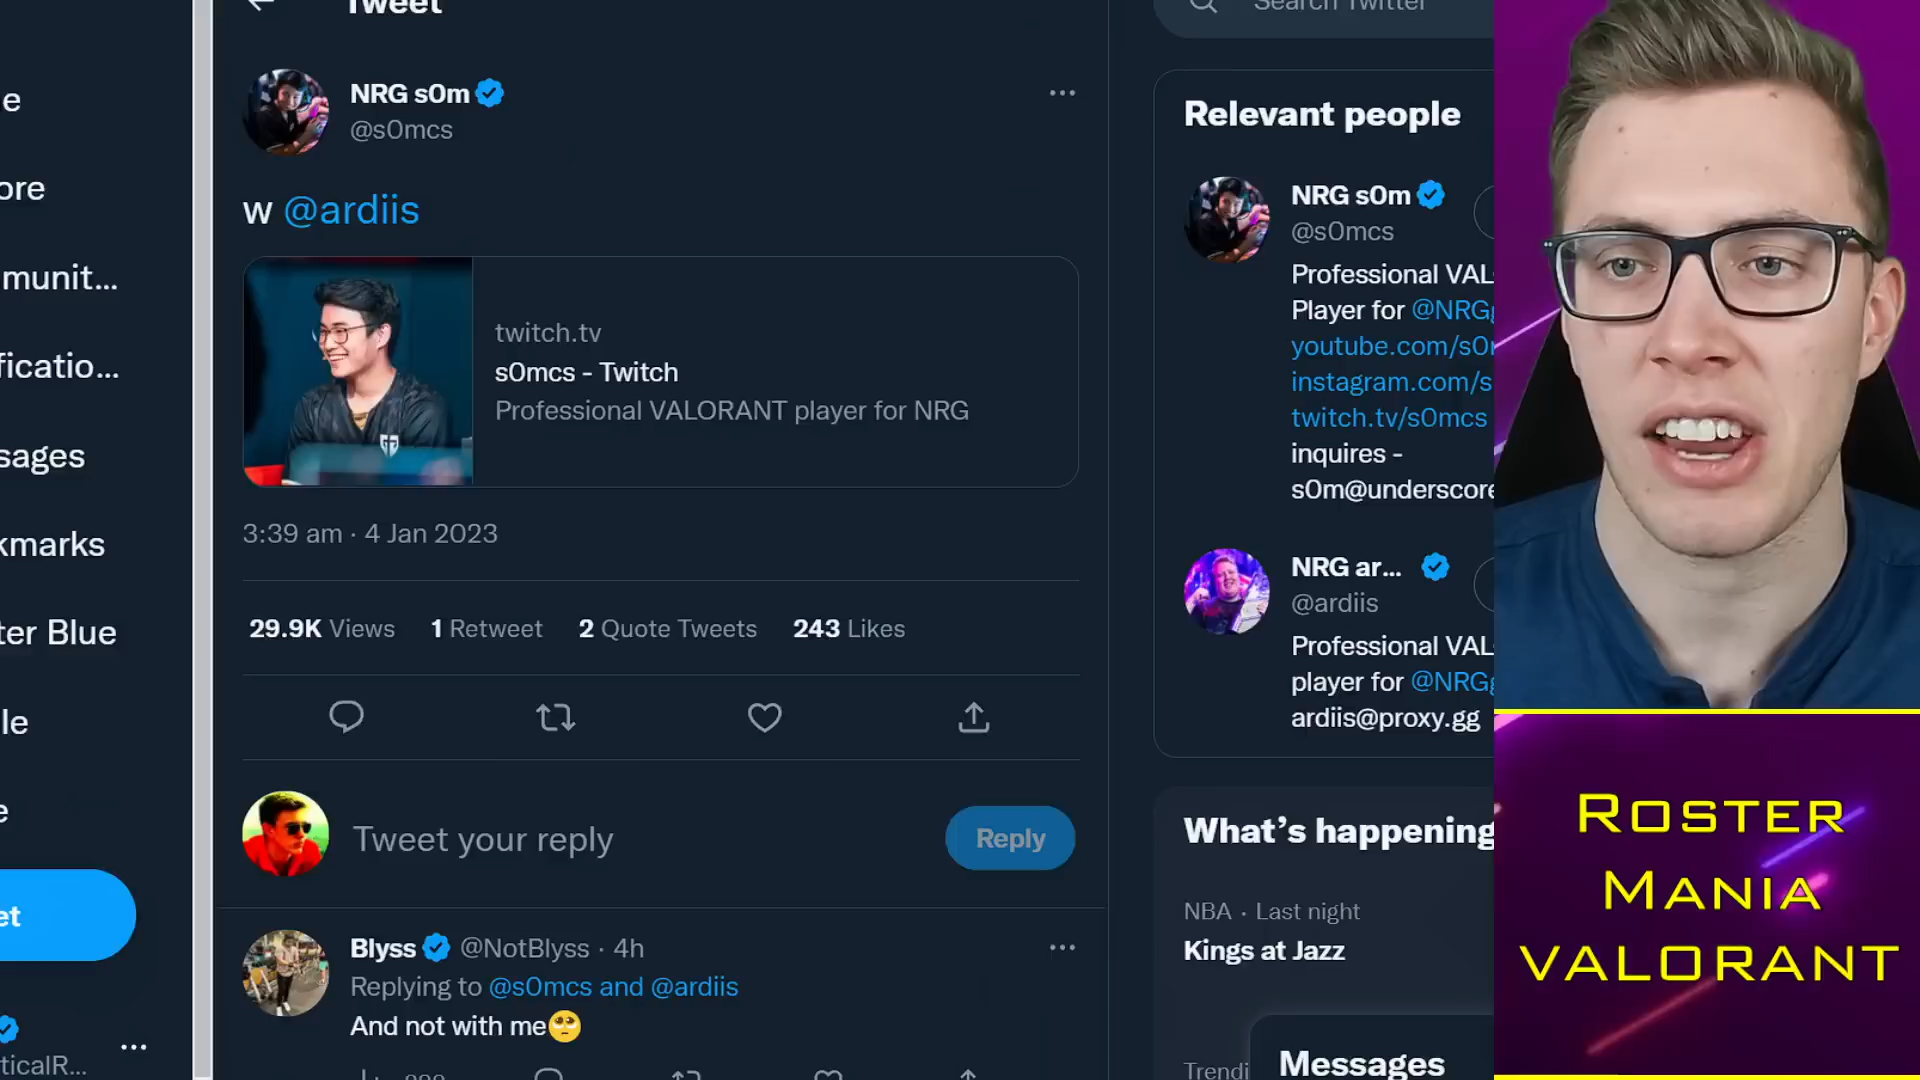 Tweet
Search Twitter
e
ore
munit...
ficatio...
sages
kmarks
ter Blue
le
e
et
ticalR...
NRG s0m
@s0mcs
w @ardiis
twitch.tv
s0mcs - Twitch
Professional VALORANT player for NRG
3:39 am · 4 Jan 2023
29.9K Views 1 Retweet 2 Quote Tweets 243 Likes
Tweet your reply
Reply
Blyss @NotBlyss · 4h
Replying to @s0mcs and @ardiis
And not with me🥺
Relevant people
NRG s0m
@s0mcs
Professional VAL
Player for @NRGg
youtube.com/s0m
instagram.com/s
twitch.tv/s0mcs
inquires -
s0m@underscore
NRG ar...
@ardiis
Professional VAL
player for @NRGg
ardiis@proxy.gg
What's happening
NBA · Last night
Kings at Jazz
Trendi
Messages
ROSTER
MANIA
VALORANT